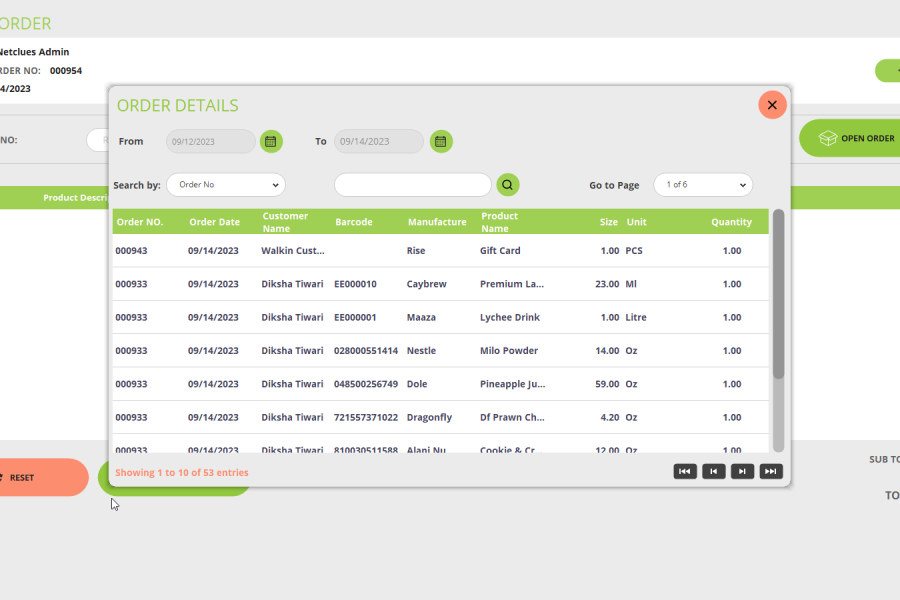 ORDER
Netclues Admin
RDER NO: 000954
4/2023
NO:
OPEN ORDER
Product Descri
ORDER DETAILS
From 09/12/2023 To 09/14/2023
Search by: Order No Go to Page 1 of 6
Order NO. Order Date Customer Name Barcode Manufacture Product Name Size Unit Quantity
000943 09/14/2023 Walkin Cust... Rise Gift Card 1.00 PCS 1.00
000933 09/14/2023 Diksha Tiwari EE000010 Caybrew Premium La... 23.00 Ml 1.00
000933 09/14/2023 Diksha Tiwari EE000001 Maaza Lychee Drink 1.00 Litre 1.00
000933 09/14/2023 Diksha Tiwari 028000551414 Nestle Milo Powder 14.00 Oz 1.00
000933 09/14/2023 Diksha Tiwari 048500256749 Dole Pineapple Ju... 59.00 Oz 1.00
000933 09/14/2023 Diksha Tiwari 721557371022 Dragonfly Df Prawn Ch... 4.20 Oz 1.00
000933 09/14/2023 Diksha Tiwari 810030511588 Alani Nu Cookie & Cr 12.00 Oz 1.00
Showing 1 to 10 of 53 entries
SUB TO
RESET
TO